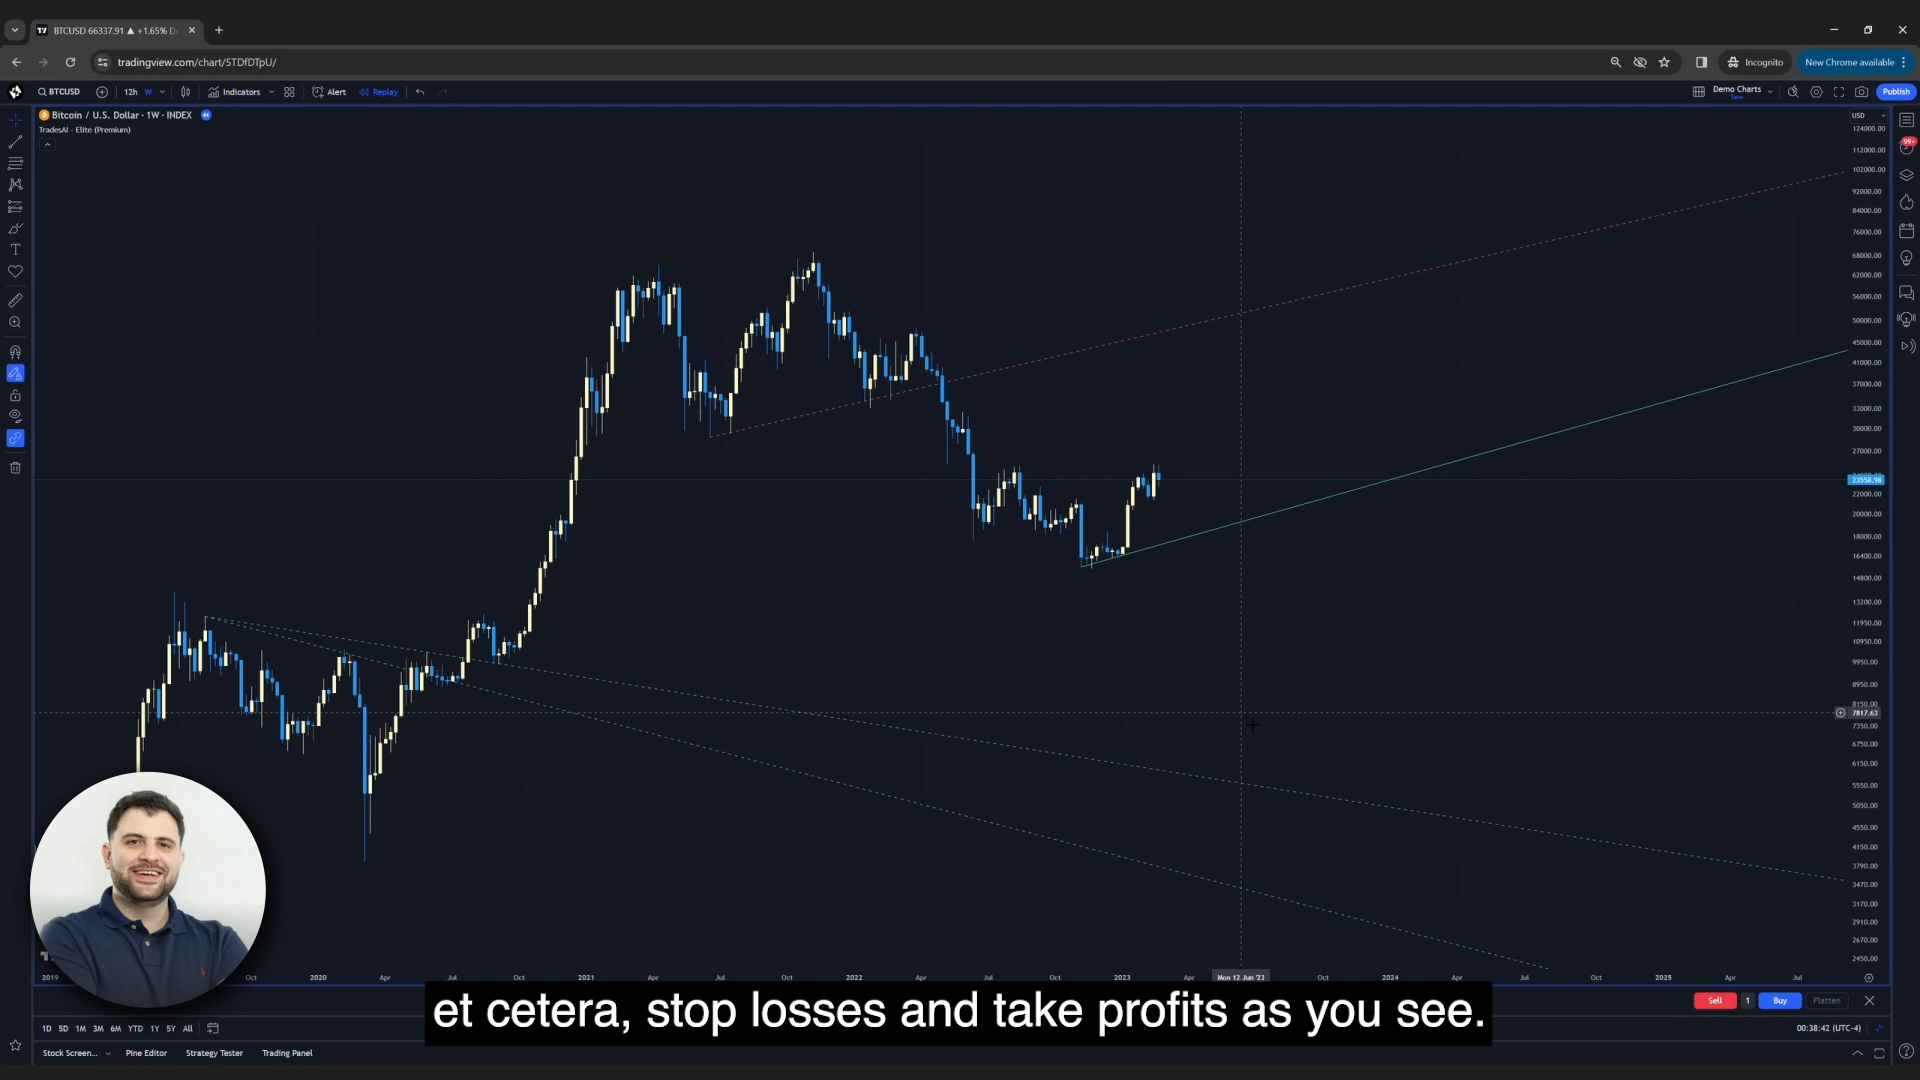 BTCUSD 66337.91 ▲ +1.65% D
tradingview.com/chart/5TDfDTpU/
Incognito
New Chrome available
BTCUSD
12h
W
Indicators
Alert
Replay
Demo Charts
Save
Publish
Bitcoin / U.S. Dollar · 1W · INDEX
TradesAI - Elite (Premium)
USD
99+
124000.00
112000.00
102000.00
92000.00
84000.00
76000.00
68000.00
62000.00
56000.00
50000.00
45000.00
41000.00
37000.00
33000.00
30000.00
27000.00
23558.98
22000.00
20000.00
18000.00
16400.00
14800.00
13200.00
11950.00
10950.00
9950.00
8950.00
8150.00
7817.63
7350.00
6750.00
6150.00
5550.00
5050.00
4550.00
4150.00
3790.00
3470.00
3170.00
2910.00
2670.00
2450.00
2019
Oct
2020
Apr
Jul
Oct
2021
Apr
Jul
Oct
2022
Apr
Jul
Oct
2023
Apr
Mon 12 Jun '23
Oct
2024
Apr
Jul
Oct
2025
Apr
Jul
et cetera, stop losses and take profits as you see.
Sell
1
Buy
Flatten
1D 5D 1M 3M 6M YTD 1Y 5Y All
00:38:42 (UTC-4)
Stock Screen...
Pine Editor
Strategy Tester
Trading Panel